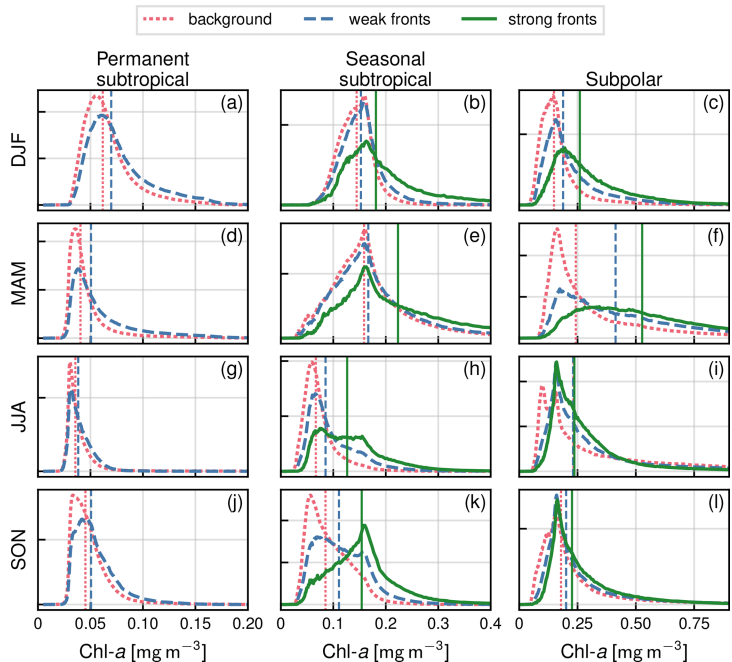 background weak fronts strong fronts
Permanent subtropical Seasonal subtropical Subpolar
DJF (a) (b) (c)
MAM (d) (e) (f)
JJA (g) (h) (i)
SON (j) (k) (l)
0 0.05 0.10 0.15 0.20 0 0.1 0.2 0.3 0.4 0 0.25 0.50 0.75
Chl-a [mg m⁻³] Chl-a [mg m⁻³] Chl-a [mg m⁻³]